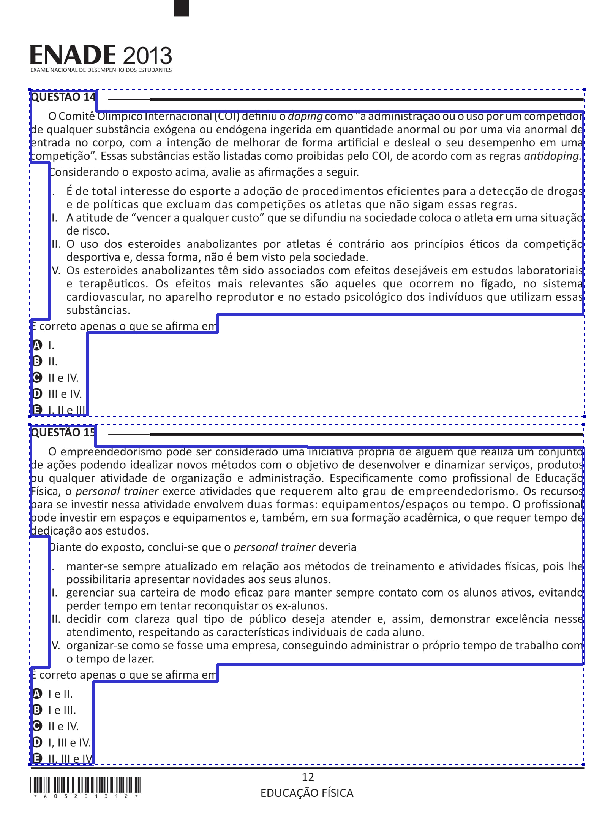 ENADE 2013
EXAME NACIONAL DE DESEMPENHO DOS ESTUDANTES
QUESTÃO 14
O Comitê Olímpico Internacional (COI) definiu o doping como "a administração ou o uso por um competidor
de qualquer substância exógena ou endógena ingerida em quantidade anormal ou por uma via anormal de
entrada no corpo, com a intenção de melhorar de forma artificial e desleal o seu desempenho em uma
competição". Essas substâncias estão listadas como proibidas pelo COI, de acordo com as regras antidoping.
Considerando o exposto acima, avalie as afirmações a seguir.
I. É de total interesse do esporte a adoção de procedimentos eficientes para a detecção de drogas
e de políticas que excluam das competições os atletas que não sigam essas regras.
II. A atitude de "vencer a qualquer custo" que se difundiu na sociedade coloca o atleta em uma situação
de risco.
III. O uso dos esteroides anabolizantes por atletas é contrário aos princípios éticos da competição
desportiva e, dessa forma, não é bem visto pela sociedade.
IV. Os esteroides anabolizantes têm sido associados com efeitos desejáveis em estudos laboratoriais
e terapêuticos. Os efeitos mais relevantes são aqueles que ocorrem no fígado, no sistema
cardiovascular, no aparelho reprodutor e no estado psicológico dos indivíduos que utilizam essas
substâncias.
É correto apenas o que se afirma em
A I.
B II.
C II e IV.
D III e IV.
E I, II e III.
QUESTÃO 15
O empreendedorismo pode ser considerado uma iniciativa própria de alguém que realiza um conjunto
de ações podendo idealizar novos métodos com o objetivo de desenvolver e dinamizar serviços, produtos
ou qualquer atividade de organização e administração. Especificamente como profissional de Educação
Física, o personal trainer exerce atividades que requerem alto grau de empreendedorismo. Os recursos
para se investir nessa atividade envolvem duas formas: equipamentos/espaços ou tempo. O profissional
pode investir em espaços e equipamentos e, também, em sua formação acadêmica, o que requer tempo de
dedicação aos estudos.
Diante do exposto, conclui-se que o personal trainer deveria
I. manter-se sempre atualizado em relação aos métodos de treinamento e atividades físicas, pois lhe
possibilitaria apresentar novidades aos seus alunos.
II. gerenciar sua carteira de modo eficaz para manter sempre contato com os alunos ativos, evitando
perder tempo em tentar reconquistar os ex-alunos.
III. decidir com clareza qual tipo de público deseja atender e, assim, demonstrar excelência nesse
atendimento, respeitando as características individuais de cada aluno.
IV. organizar-se como se fosse uma empresa, conseguindo administrar o próprio tempo de trabalho com
o tempo de lazer.
É correto apenas o que se afirma em
A I e II.
B I e III.
C II e IV.
D I, III e IV.
E II, III e IV.
12
EDUCAÇÃO FÍSICA